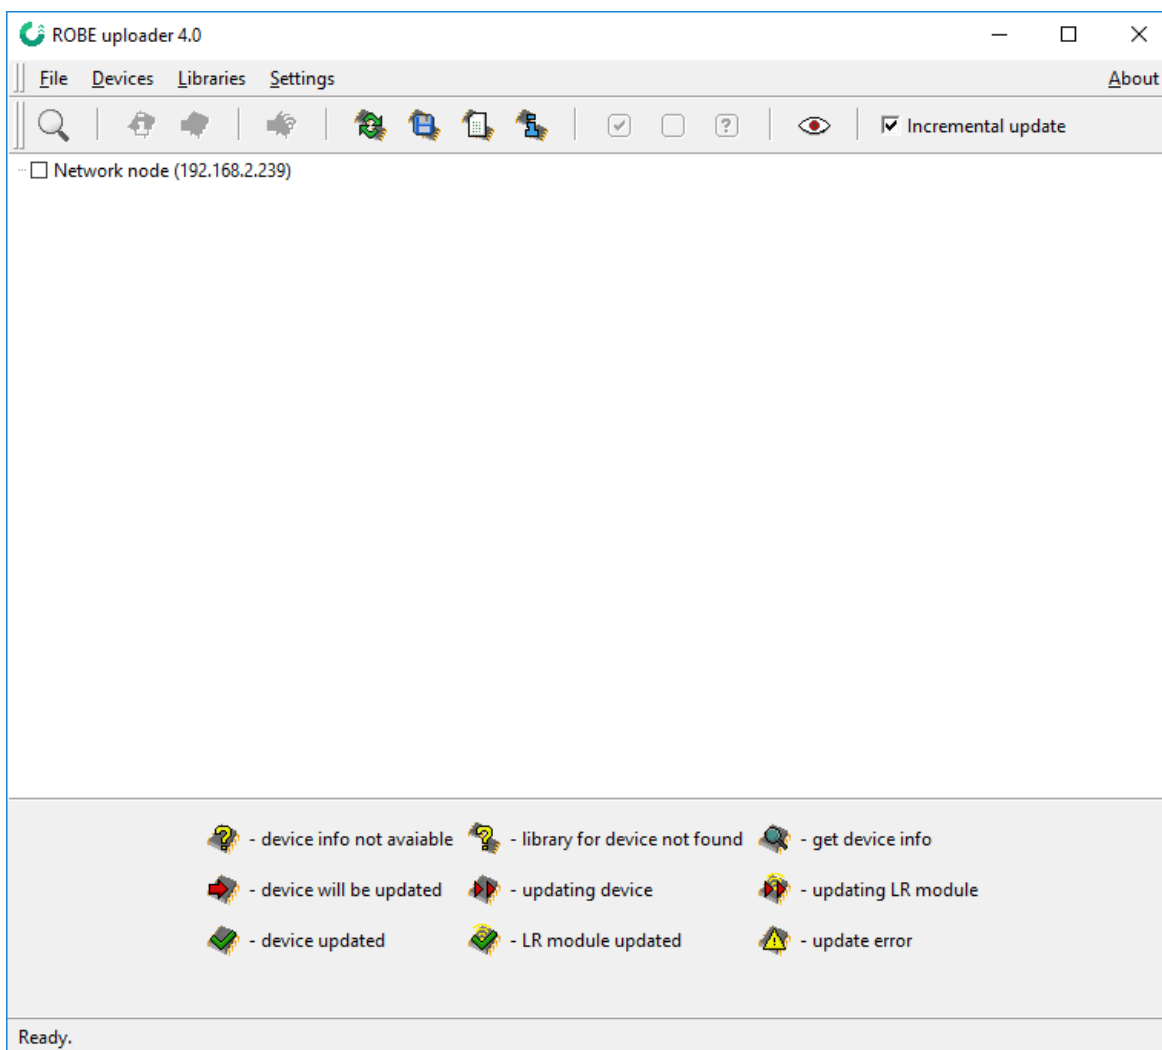 ROBE uploader 4.0
File Devices Libraries Settings About
Incremental update
Network node (192.168.2.239)
- device info not avaiable - library for device not found - get device info
- device will be updated - updating device - updating LR module
- device updated - LR module updated - update error
Ready.